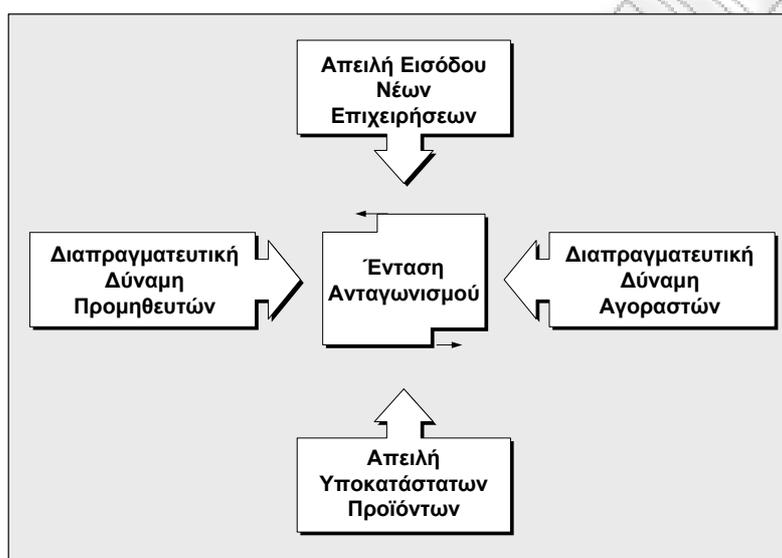 Απειλή Εισόδου
Νέων
Επιχειρήσεων
Διαπραγματευτική
Δύναμη
Προμηθευτών
Ένταση
Ανταγωνισμού
Διαπραγματευτική
Δύναμη
Αγοραστών
Απειλή
Υποκατάστατων
Προϊόντων